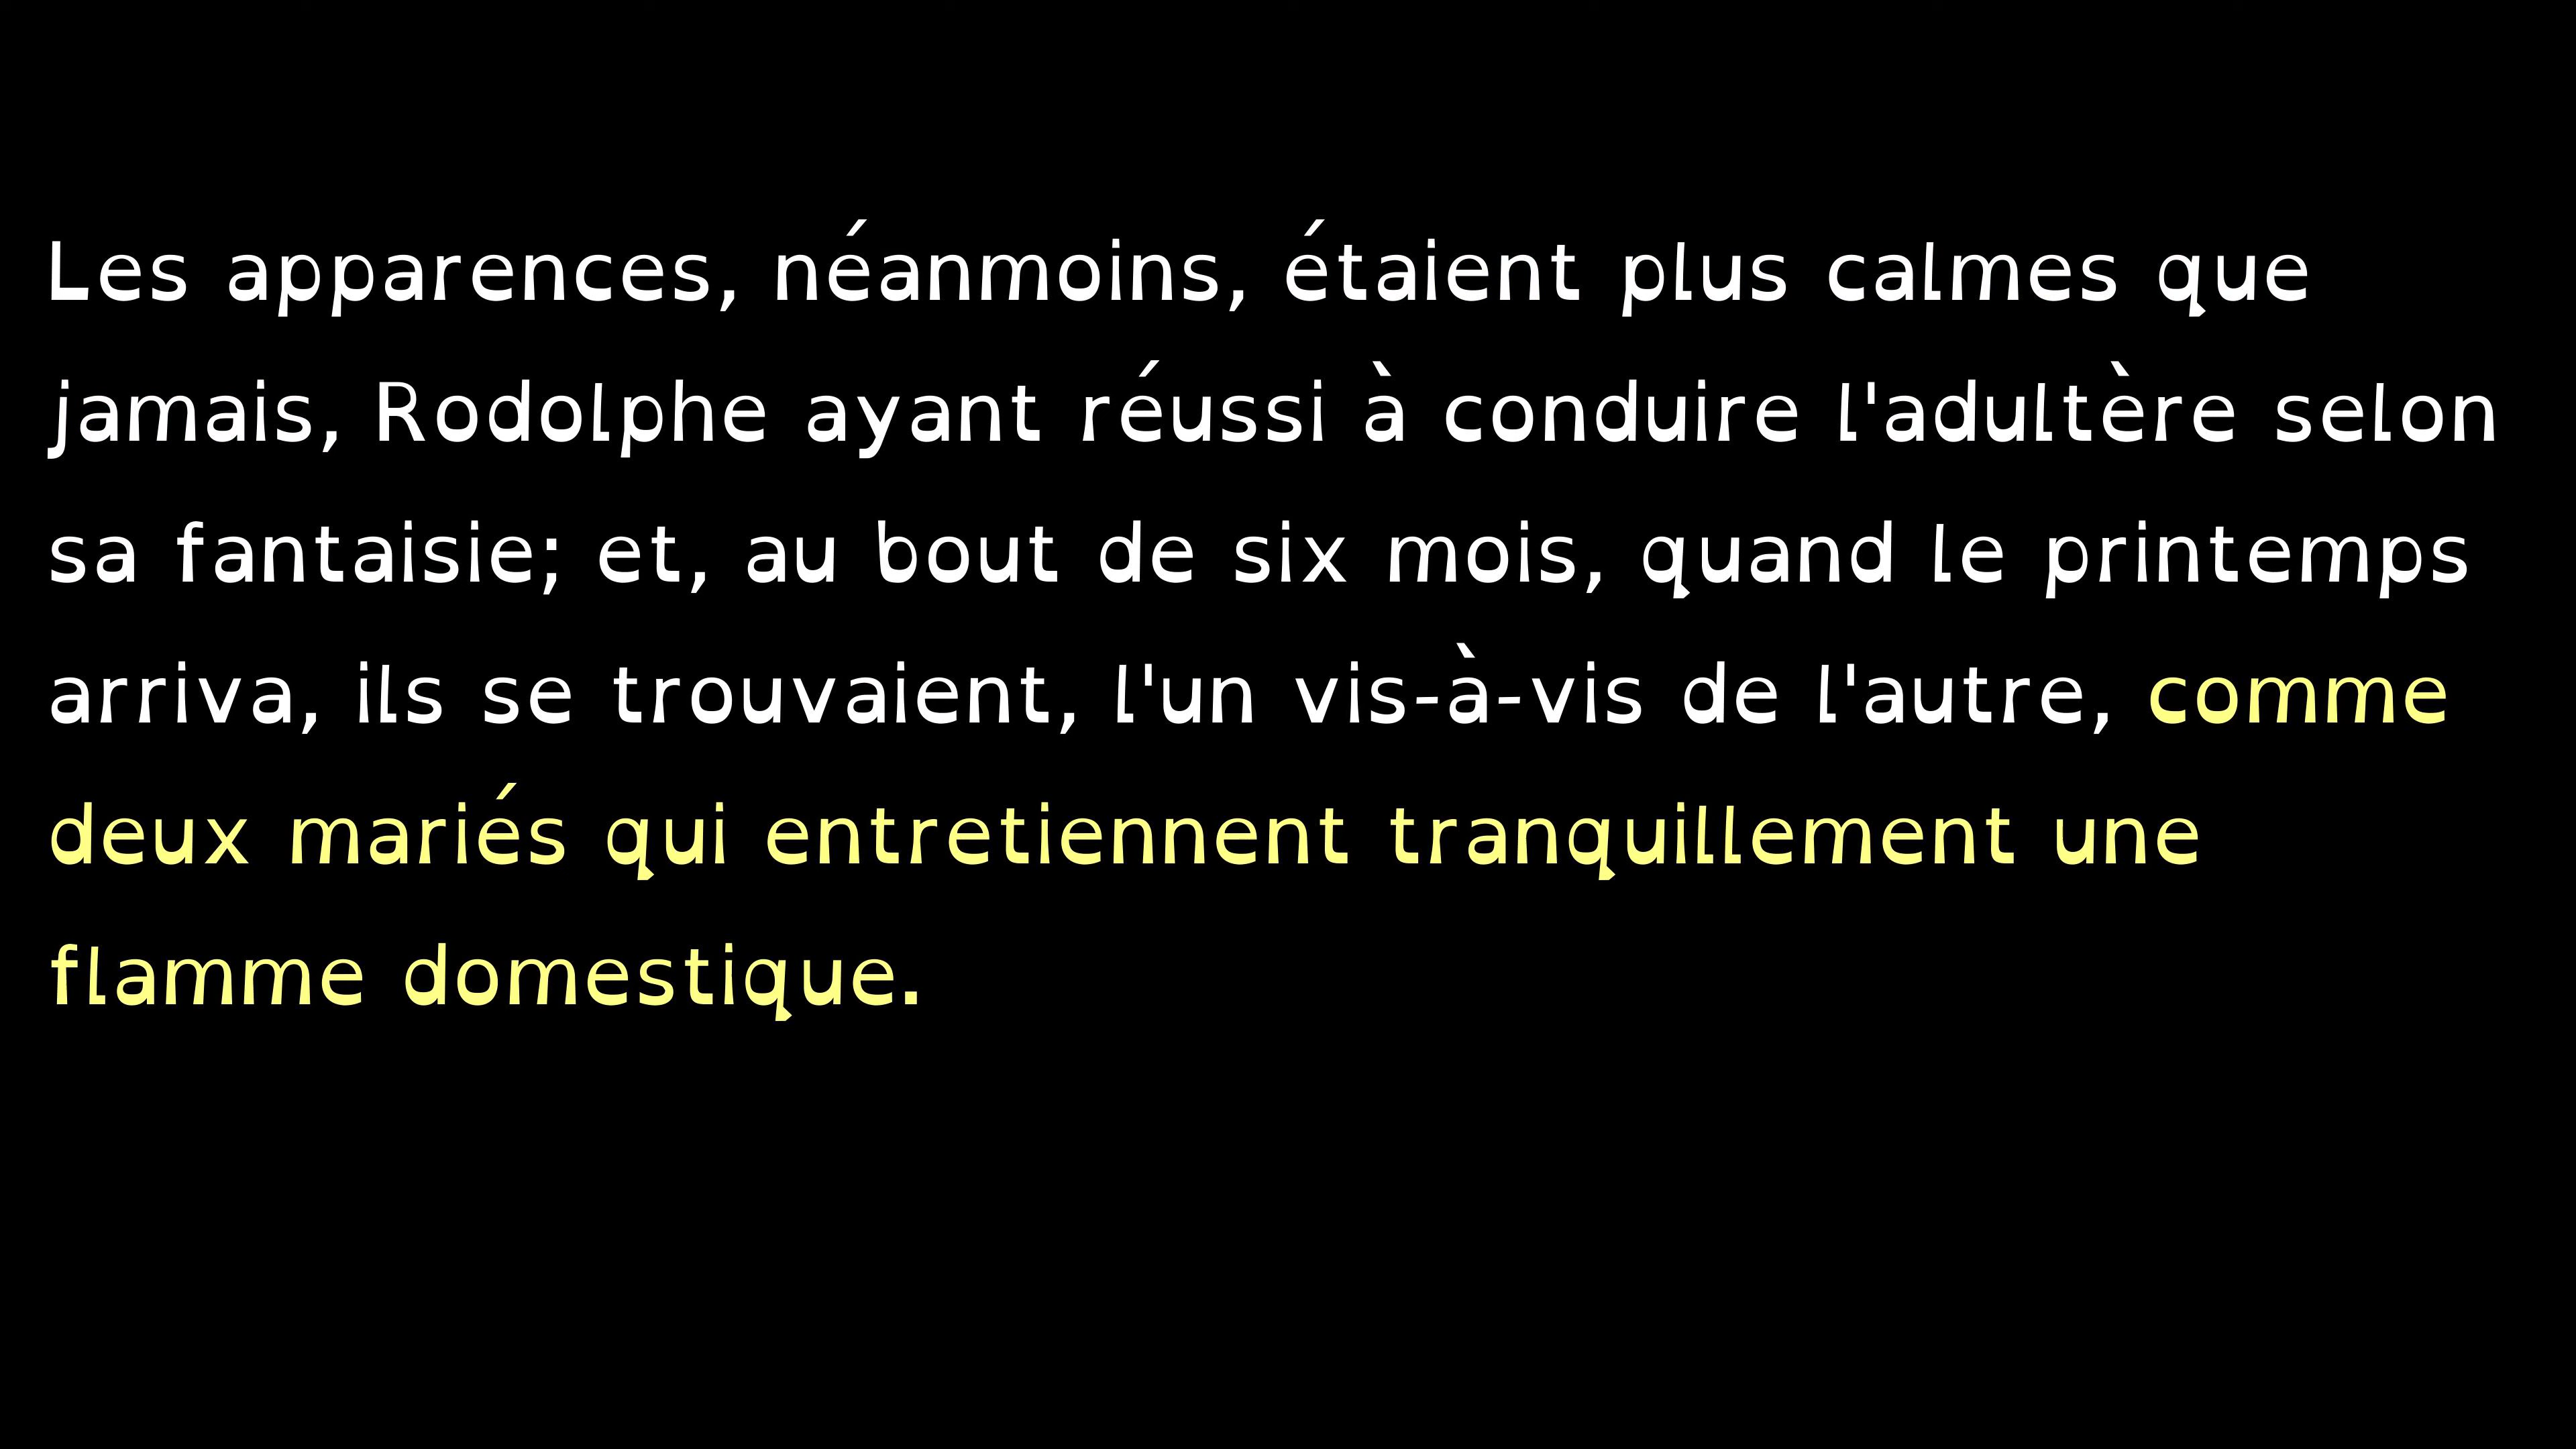 Les apparences, néanmoins, étaient plus calmes que
jamais, Rodolphe ayant réussi à conduire l'adultère selon
sa fantaisie; et, au bout de six mois, quand le printemps
arriva, ils se trouvaient, l'un vis-à-vis de l'autre, comme
deux mariés qui entretiennent tranquillement une
flamme domestique.